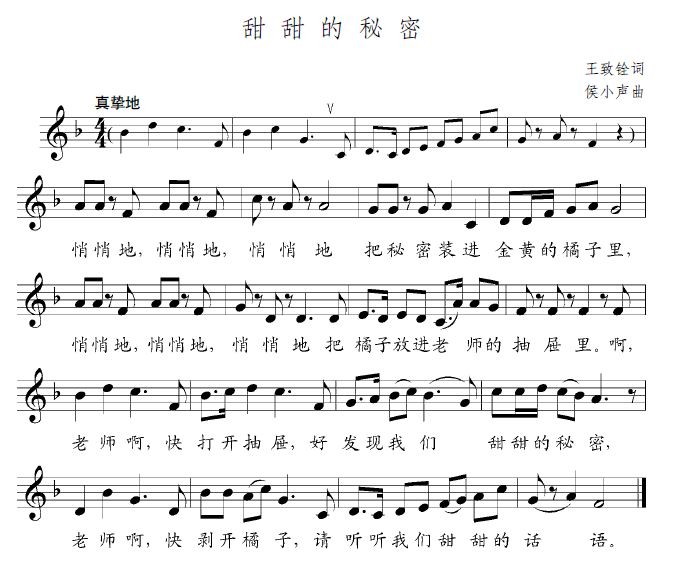 甜甜的秘密
王致铨词
侯小声曲
真挚地
悄悄地，悄悄地，悄悄地 把秘密装进金黄的橘子里，
悄悄地，悄悄地，悄悄地把橘子放进老师的抽屉里。啊，
老师啊，快打开抽屉，好发现我们 甜甜的秘密，
老师啊，快剥开橘子，请听听我们甜甜的话语。